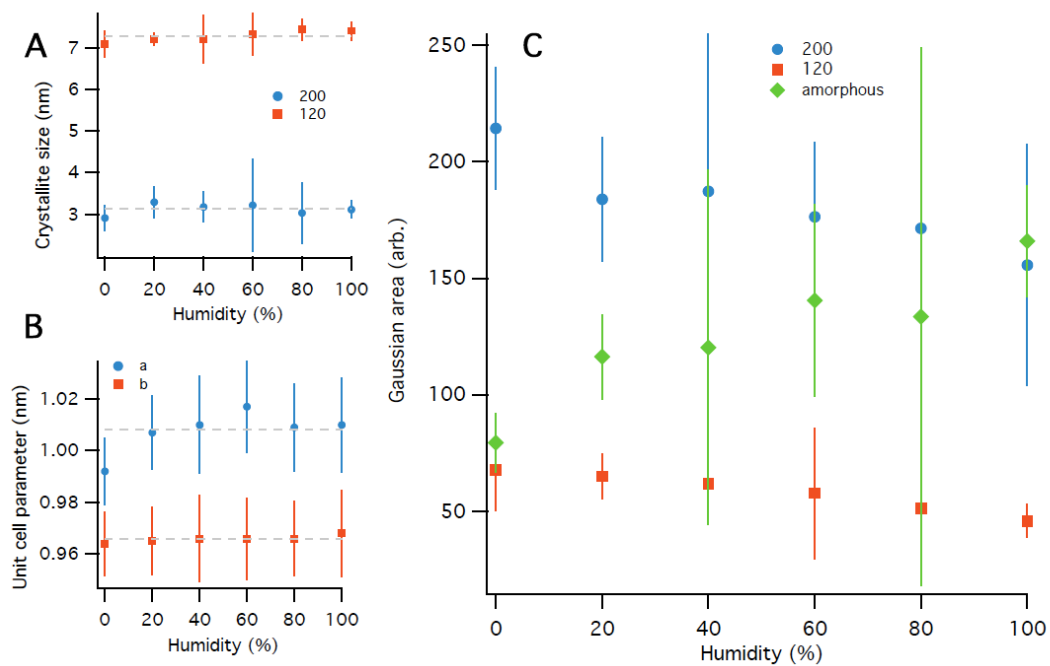 A
Crystallite size (nm)
7
6
5
4
3
200
120
0 20 40 60 80 100
Humidity (%)
B
Unit cell parameter (nm)
a
b
1.02
1.00
0.98
0.96
0 20 40 60 80 100
Humidity (%)
C
Gaussian area (arb.)
250
200
150
100
50
200
120
amorphous
0 20 40 60 80 100
Humidity (%)